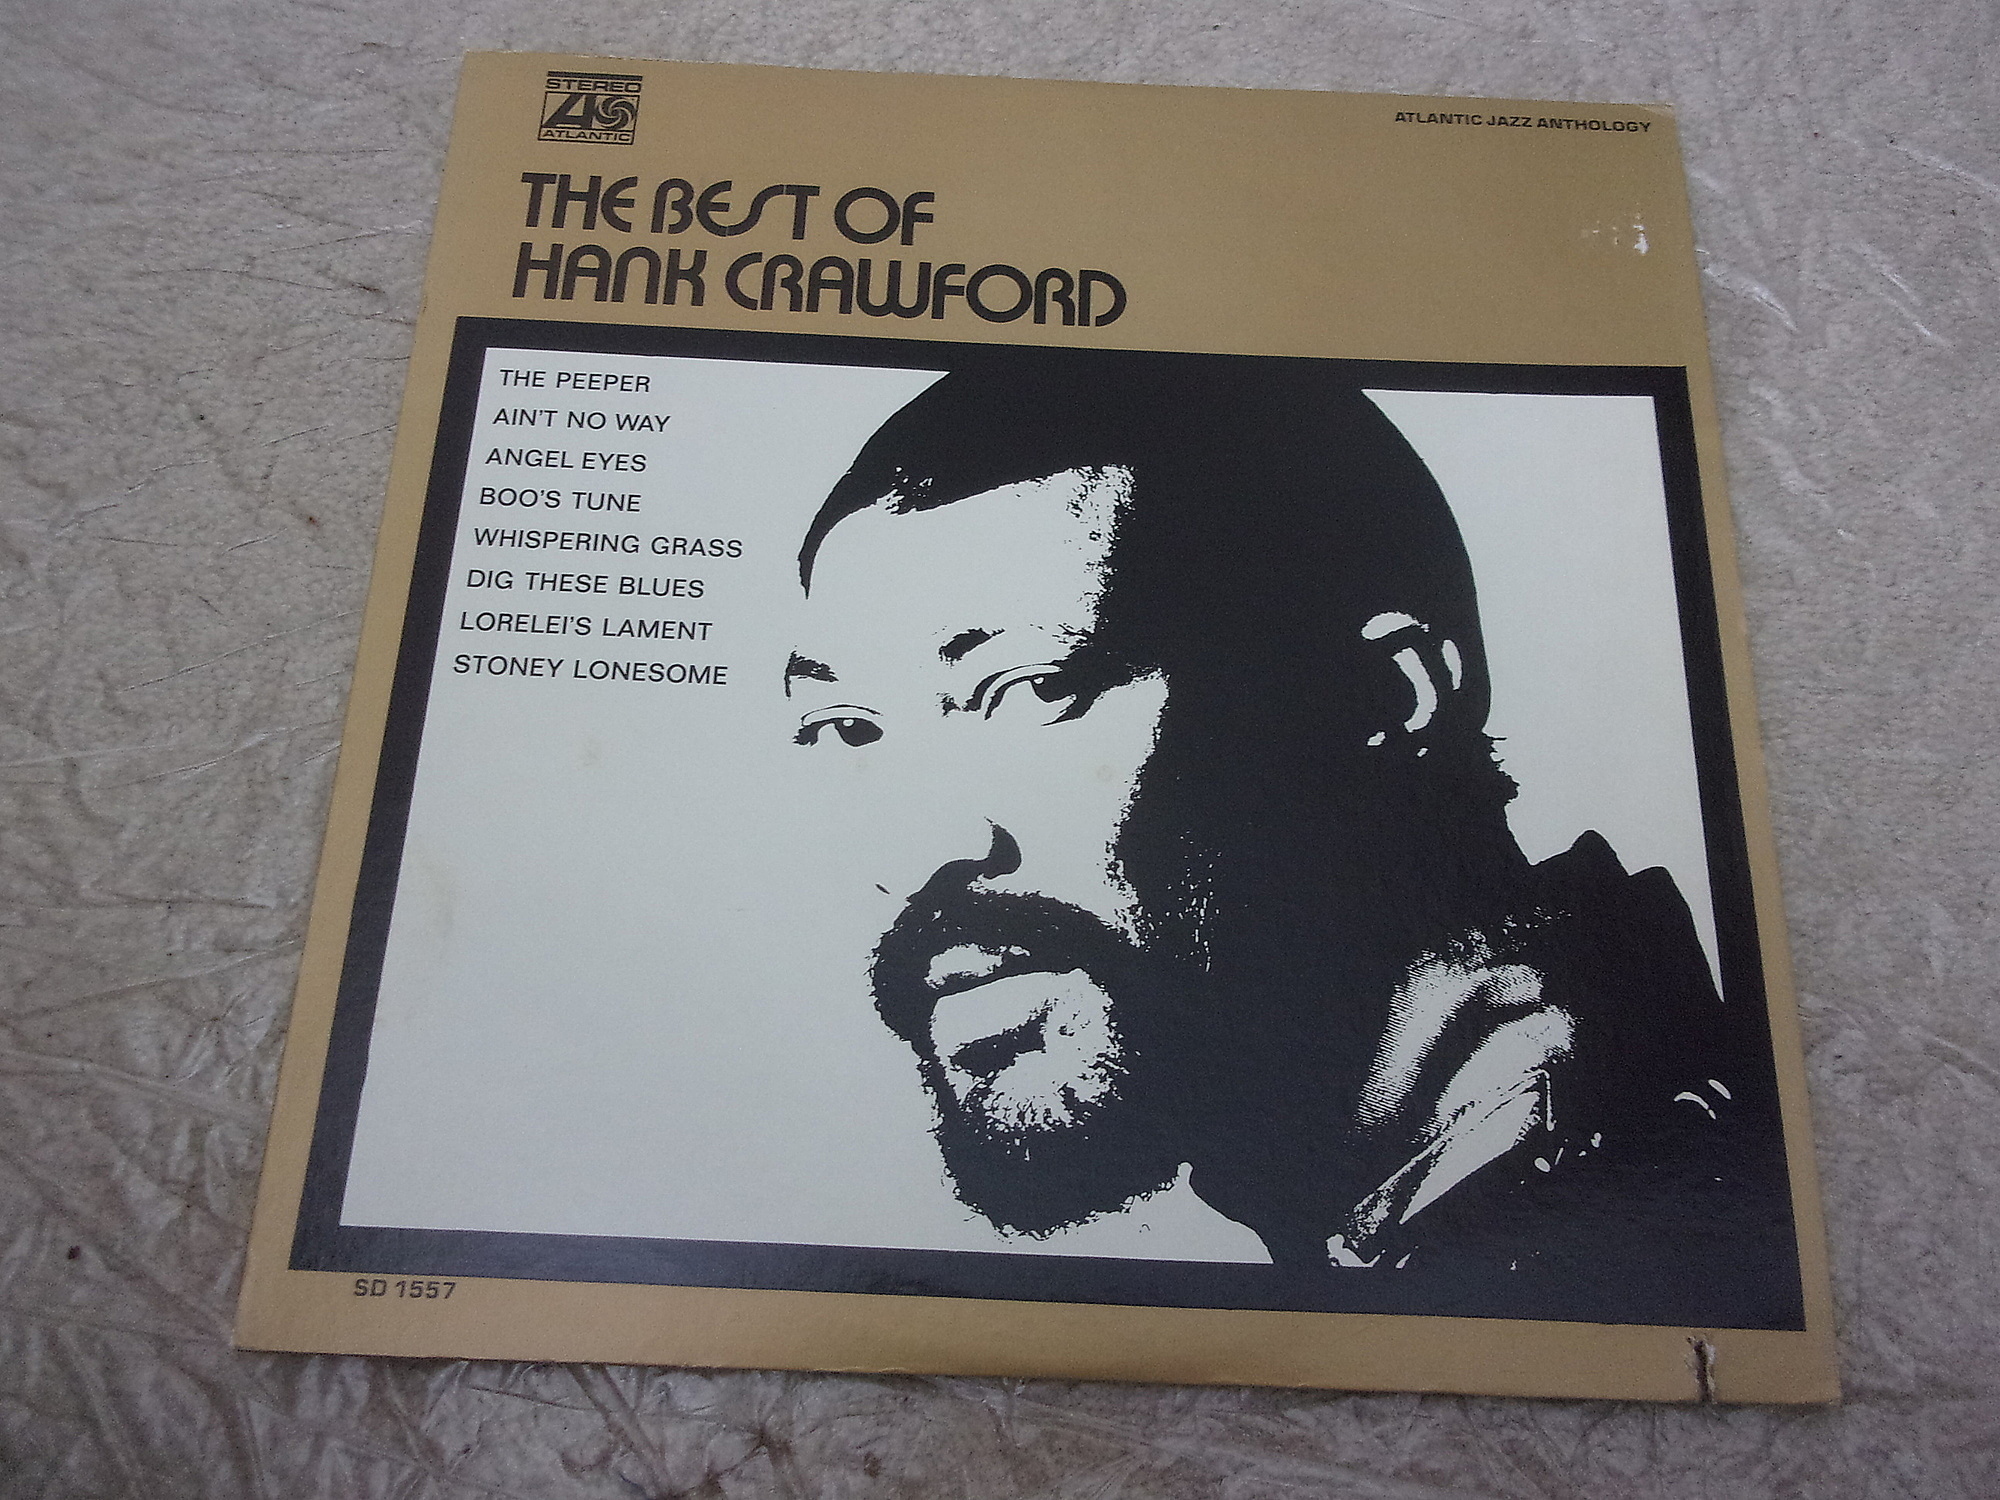 STEREO
ATLANTIC
ATLANTIC JAZZ ANTHOLOGY
THE BEST OF
HANK CRAWFORD
THE PEEPER
AIN'T NO WAY
ANGEL EYES
BOO'S TUNE
WHISPERING GRASS
DIG THESE BLUES
LORELEI'S LAMENT
STONEY LONESOME
SD 1557